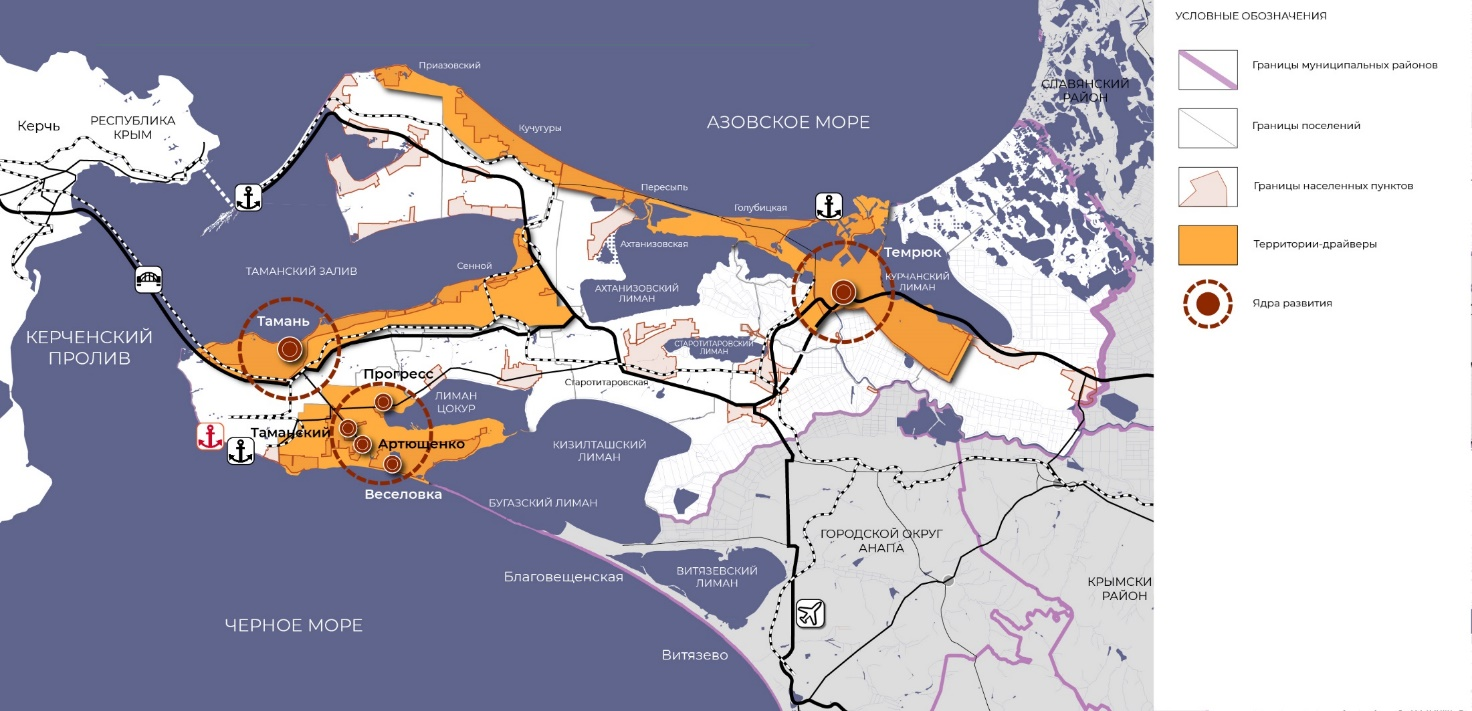 УСЛОВНЫЕ ОБОЗНАЧЕНИЯ
Границы муниципальных районов
Границы поселений
Границы населенных пунктов
Территории-драйверы
Ядра развития
Приазовский
СЛАВЯНСКИЙ
РАЙОН
Керчь
РЕСПУБЛИКА
КРЫМ
Кучугуры
АЗОВСКОЕ МОРЕ
Пересыпь
Голубицкая
Ахтанизовская
Темрюк
ТАМАНСКИЙ ЗАЛИВ
Сенной
КУРЧАНСКИЙ
ЛИМАН
АХТАНИЗОВСКИЙ
ЛИМАН
Тамань
КЕРЧЕНСКИЙ
ПРОЛИВ
СТАРОТИТАРОВСКИЙ
ЛИМАН
Прогресс
Старотитаровская
ЛИМАН
ЦОКУР
Таманский
Артющенко
КИЗИЛТАШСКИЙ
ЛИМАН
Веселовка
БУГАЗСКИЙ ЛИМАН
ГОРОДСКОЙ ОКРУГ
АНАПА
Благовещенская
ВИТЯЗЕВСКИЙ
ЛИМАН
КРЫМСКИ
РАЙОН
ЧЕРНОЕ МОРЕ
Витязево